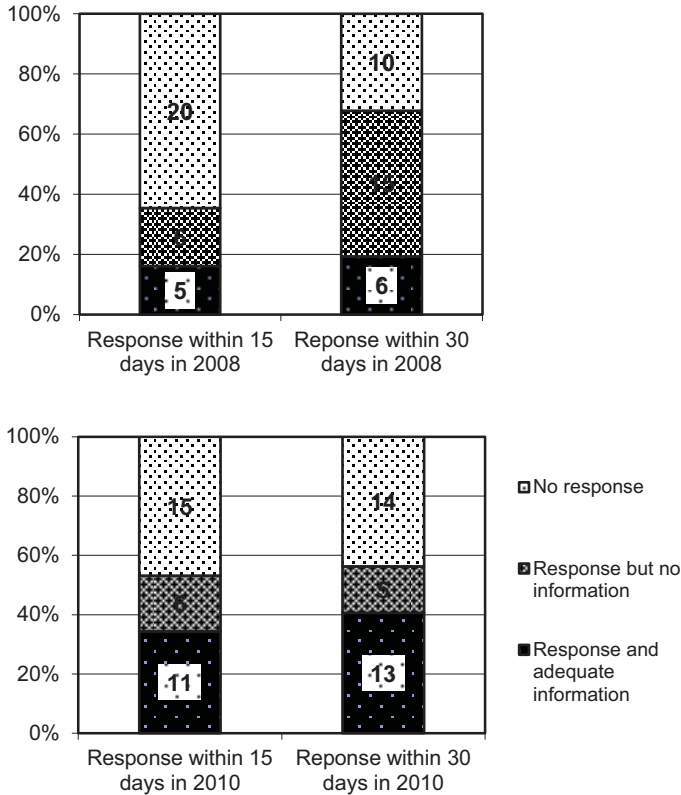 100%
80%
60%
40%
20%
0%
20
6
5
10
15
6
Response within 15
days in 2008
Reponse within 30
days in 2008
100%
80%
60%
40%
20%
0%
15
6
11
14
5
13
Response within 15
days in 2010
Reponse within 30
days in 2010
No response
Response but no
information
Response and
adequate
information